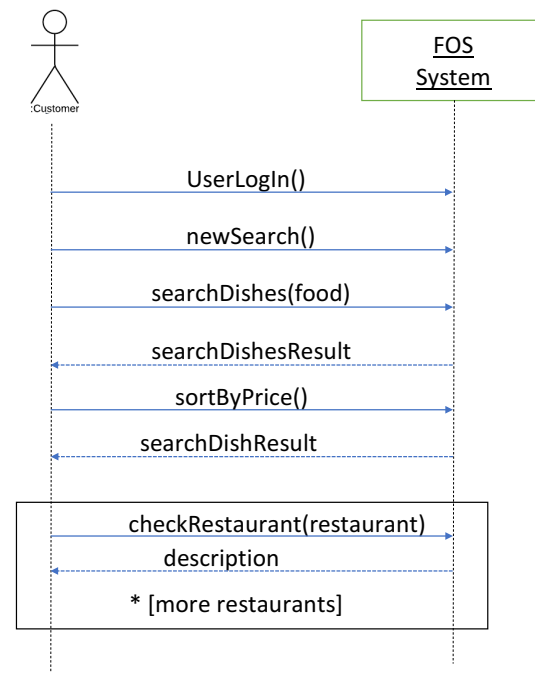 FOS
System
:Customer
UserLogIn()
newSearch()
searchDishes(food)
searchDishesResult
sortByPrice()
searchDishResult
checkRestaurant(restaurant)
description
* [more restaurants]